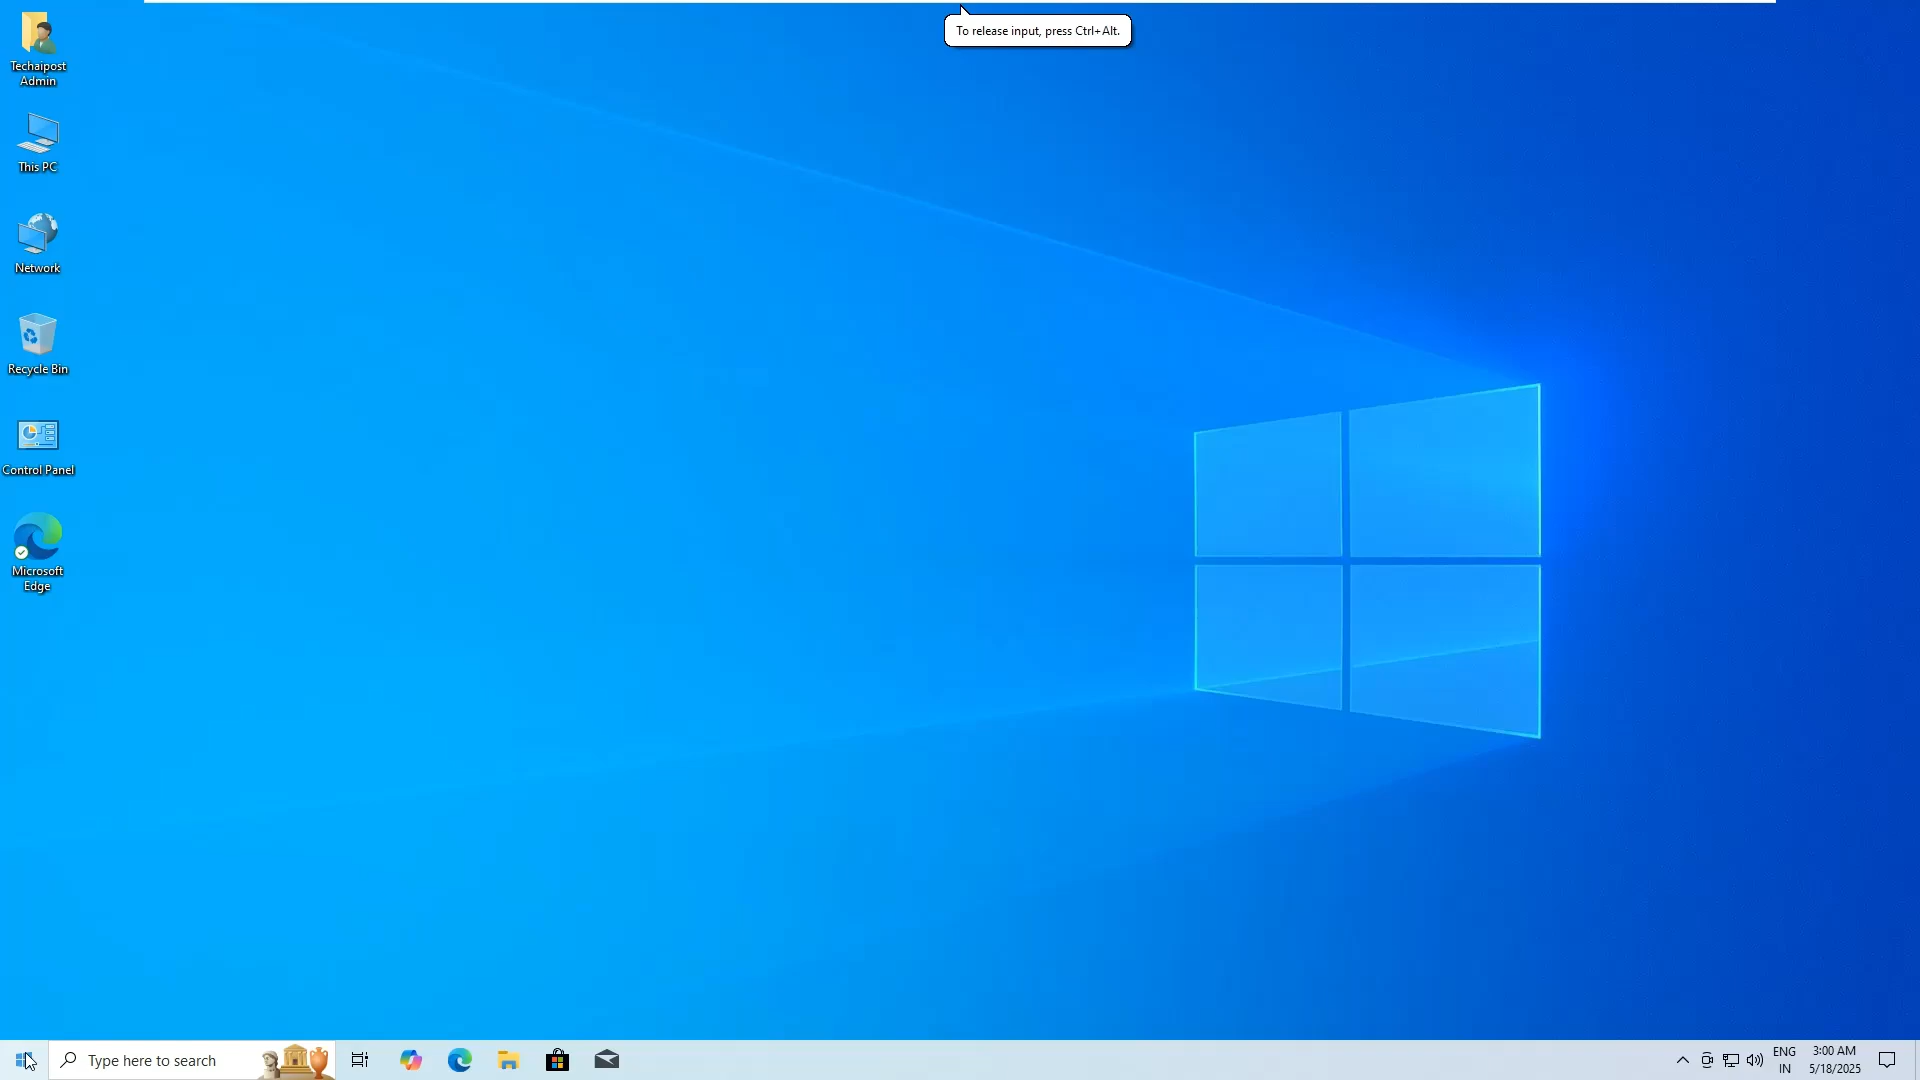 To release input, press Ctrl+Alt.
Techaipost
Admin
This PC
Network
Recycle Bin
Control Panel
Microsoft
Edge
Type here to search
ENG
IN
3:00 AM
5/18/2025